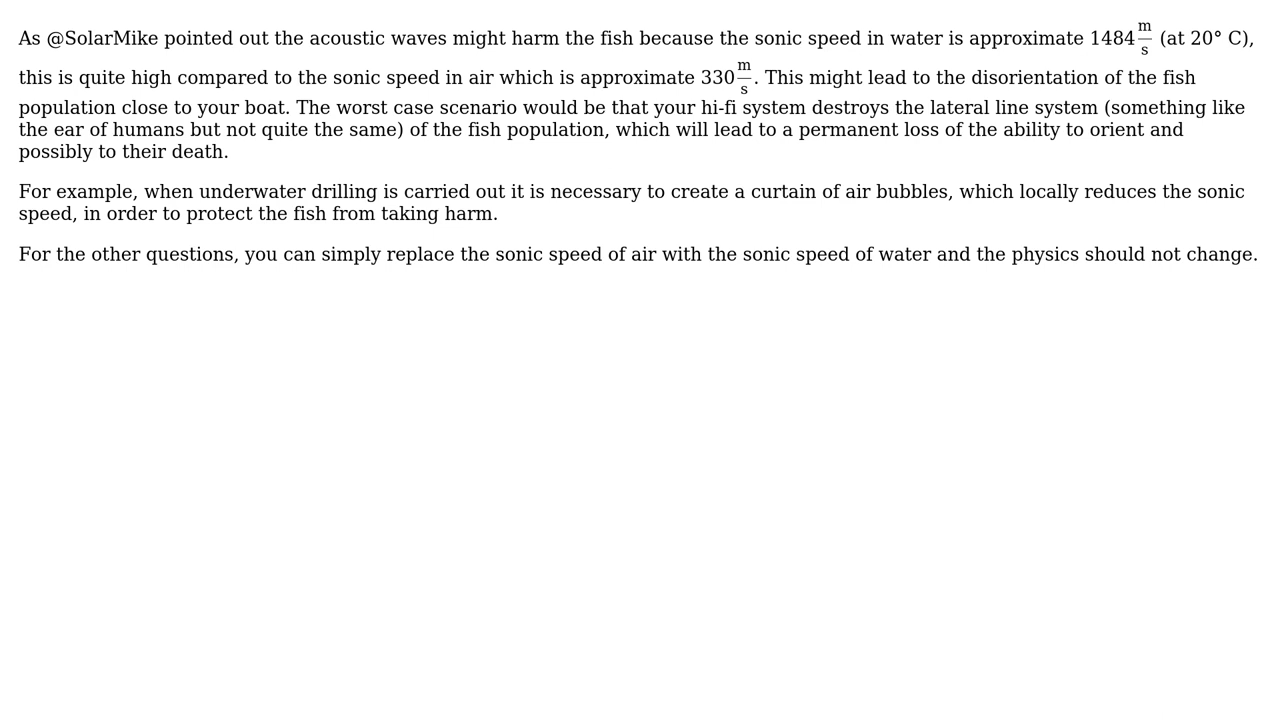 As @SolarMike pointed out the acoustic waves might harm the fish because the sonic speed in water is approximate 1484 m/s (at 20° C),
this is quite high compared to the sonic speed in air which is approximate 330 m/s. This might lead to the disorientation of the fish
population close to your boat. The worst case scenario would be that your hi-fi system destroys the lateral line system (something like
the ear of humans but not quite the same) of the fish population, which will lead to a permanent loss of the ability to orient and
possibly to their death.
For example, when underwater drilling is carried out it is necessary to create a curtain of air bubbles, which locally reduces the sonic
speed, in order to protect the fish from taking harm.
For the other questions, you can simply replace the sonic speed of air with the sonic speed of water and the physics should not change.